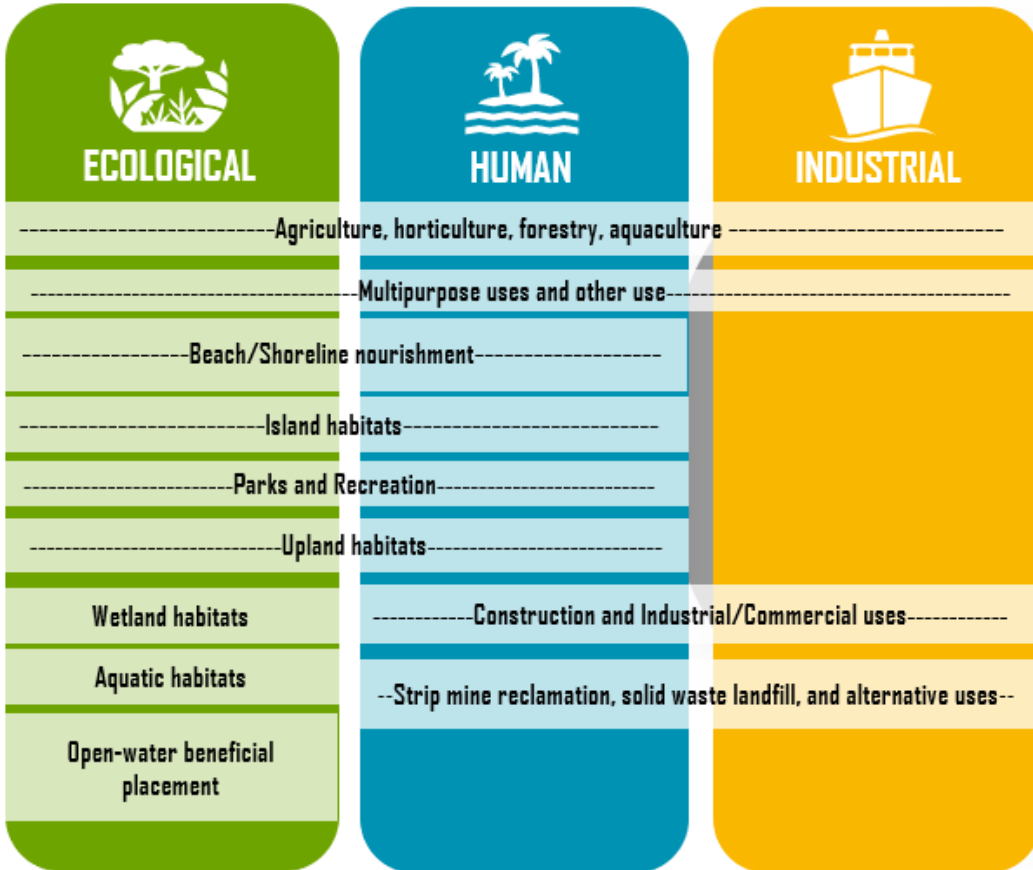 ECOLOGICAL
HUMAN
INDUSTRIAL
Agriculture, horticulture, forestry, aquaculture
Multipurpose uses and other use
Beach/Shoreline nourishment
Island habitats
Parks and Recreation
Upland habitats
Wetland habitats
Construction and Industrial/Commercial uses
Aquatic habitats
Strip mine reclamation, solid waste landfill, and alternative uses
Open-water beneficial
placement